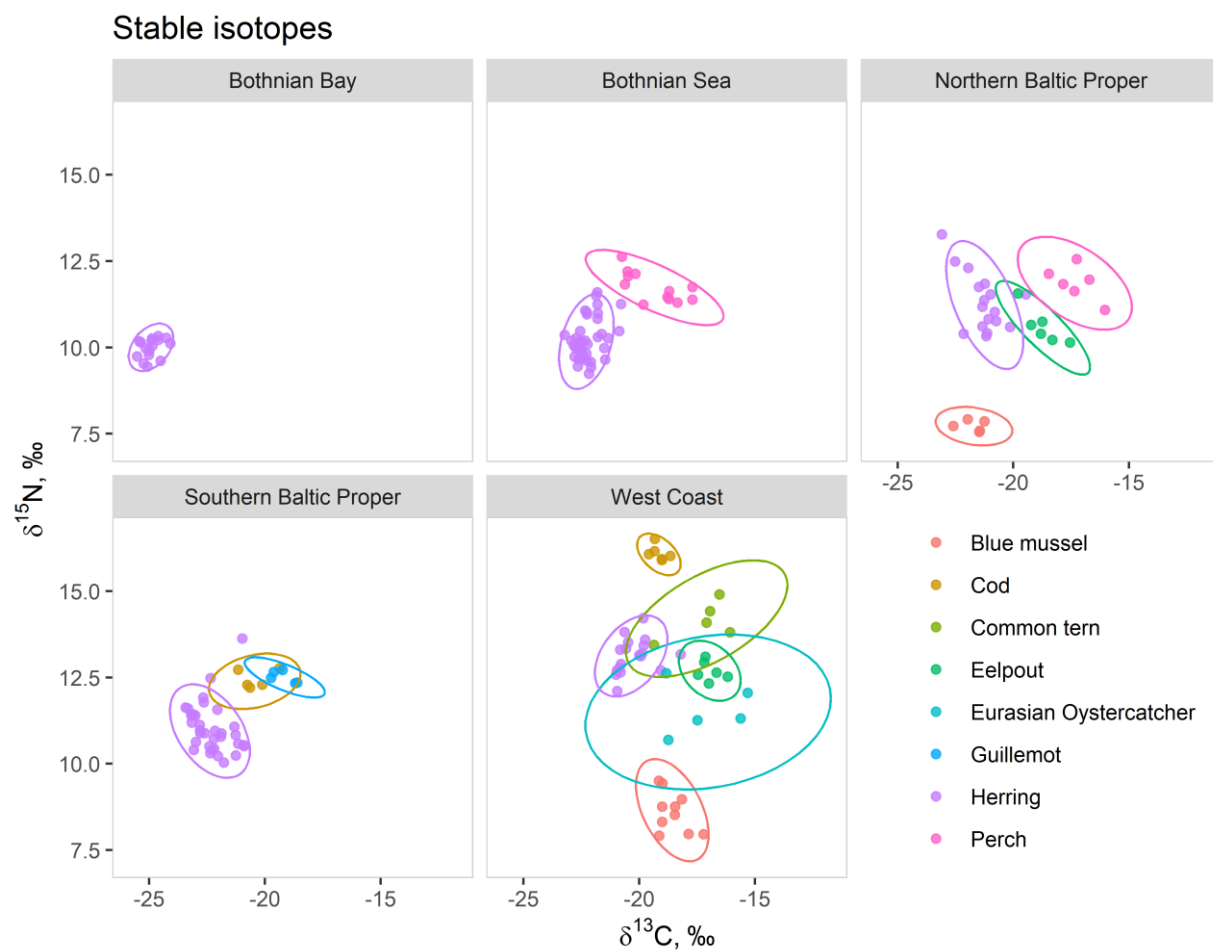 Stable isotopes
Bothnian Bay
Bothnian Sea
Northern Baltic Proper
15.0
12.5
10.0
7.5
-25
-20
-15
δ¹⁵N, ‰
Southern Baltic Proper
West Coast
15.0
12.5
10.0
7.5
-25
-20
-15
-25
-20
-15
δ¹³C, ‰
Blue mussel
Cod
Common tern
Eelpout
Eurasian Oystercatcher
Guillemot
Herring
Perch